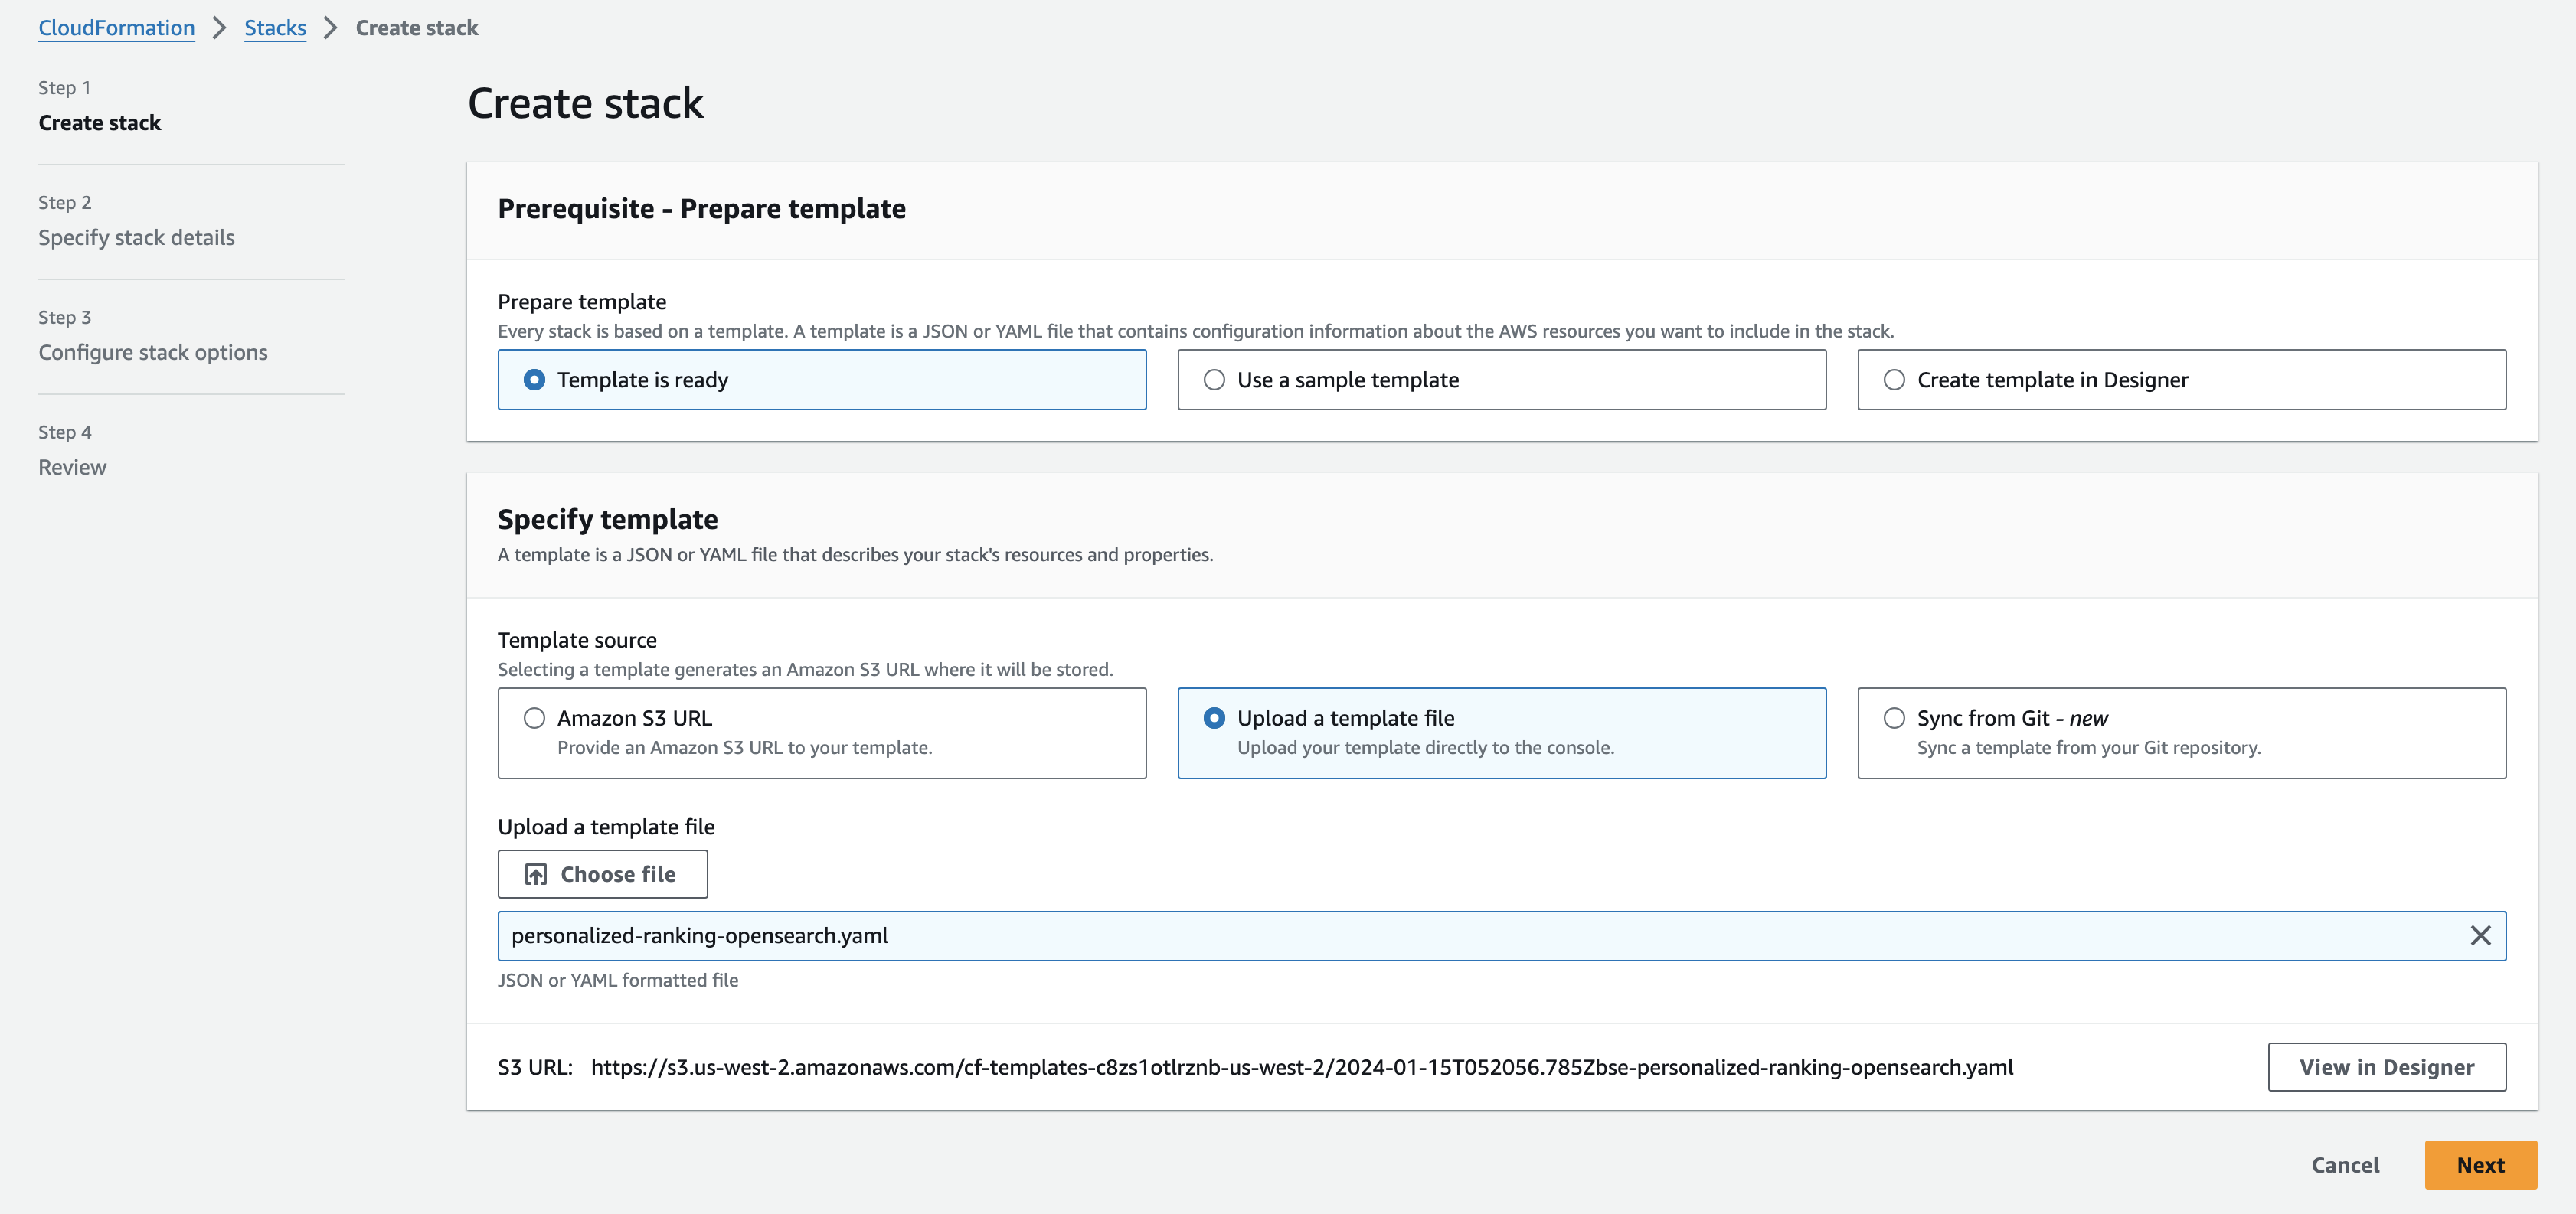 CloudFormation > Stacks > Create stack
Step 1
Create stack
Step 2
Specify stack details
Step 3
Configure stack options
Step 4
Review
Create stack
Prerequisite - Prepare template
Prepare template
Every stack is based on a template. A template is a JSON or YAML file that contains configuration information about the AWS resources you want to include in the stack.
Template is ready
Use a sample template
Create template in Designer
Specify template
A template is a JSON or YAML file that describes your stack's resources and properties.
Template source
Selecting a template generates an Amazon S3 URL where it will be stored.
Amazon S3 URL
Provide an Amazon S3 URL to your template.
Upload a template file
Upload your template directly to the console.
Sync from Git - new
Sync a template from your Git repository.
Upload a template file
Choose file
personalized-ranking-opensearch.yaml
JSON or YAML formatted file
S3 URL: https://s3.us-west-2.amazonaws.com/cf-templates-c8zs1otlrznb-us-west-2/2024-01-15T052056.785Zbse-personalized-ranking-opensearch.yaml
View in Designer
Cancel
Next